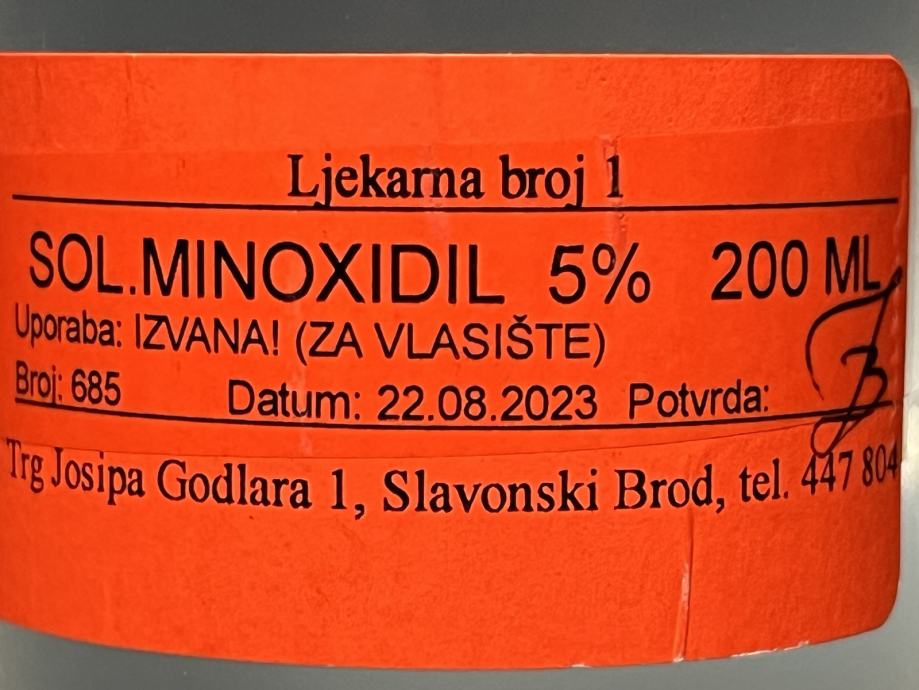 Ljekarna broj 1
SOL.MINOXIDIL 5% 200 ML
Uporaba: IZVANA! (ZA VLASIŠTE)
Broj: 685 Datum: 22.08.2023 Potvrda:
Trg Josipa Godlara 1, Slavonski Brod, tel. 447 804